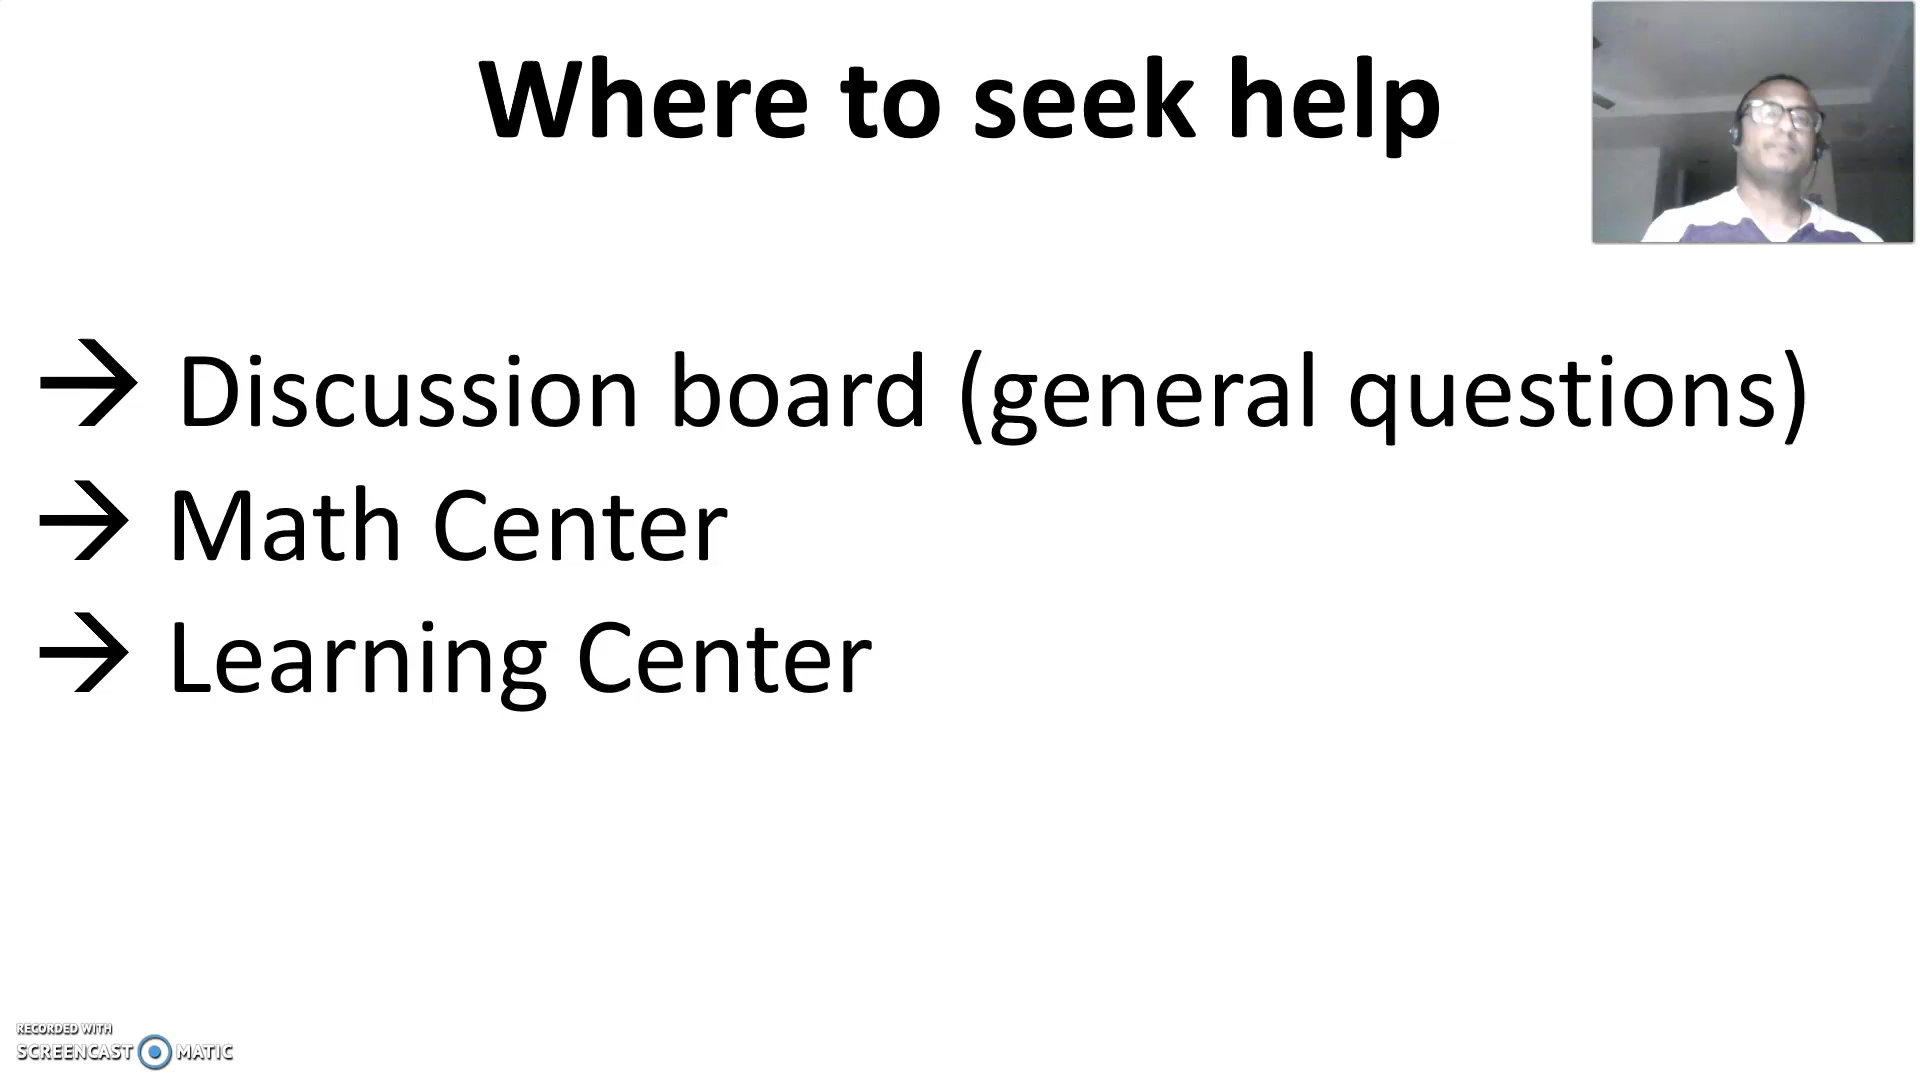 Where to seek help
→ Discussion board (general questions)
→ Math Center
→ Learning Center
RECORDED WITH
SCREENCAST MATIC